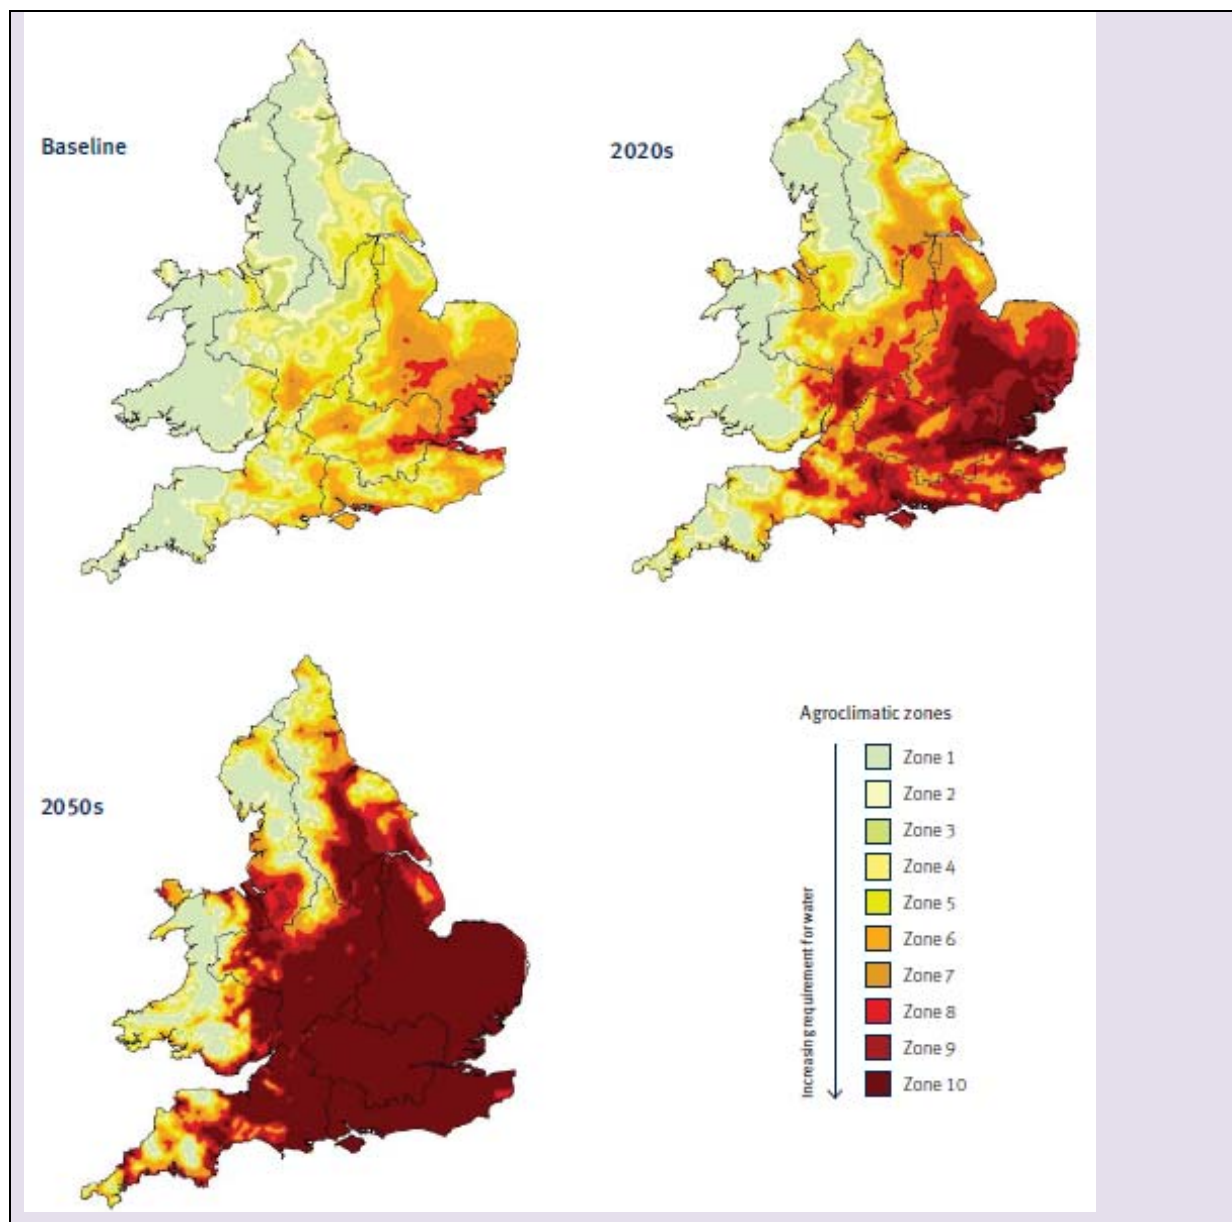 Baseline
2020s
2050s
Agroclimatic zones
Increasing requirement for water
Zone 1
Zone 2
Zone 3
Zone 4
Zone 5
Zone 6
Zone 7
Zone 8
Zone 9
Zone 10